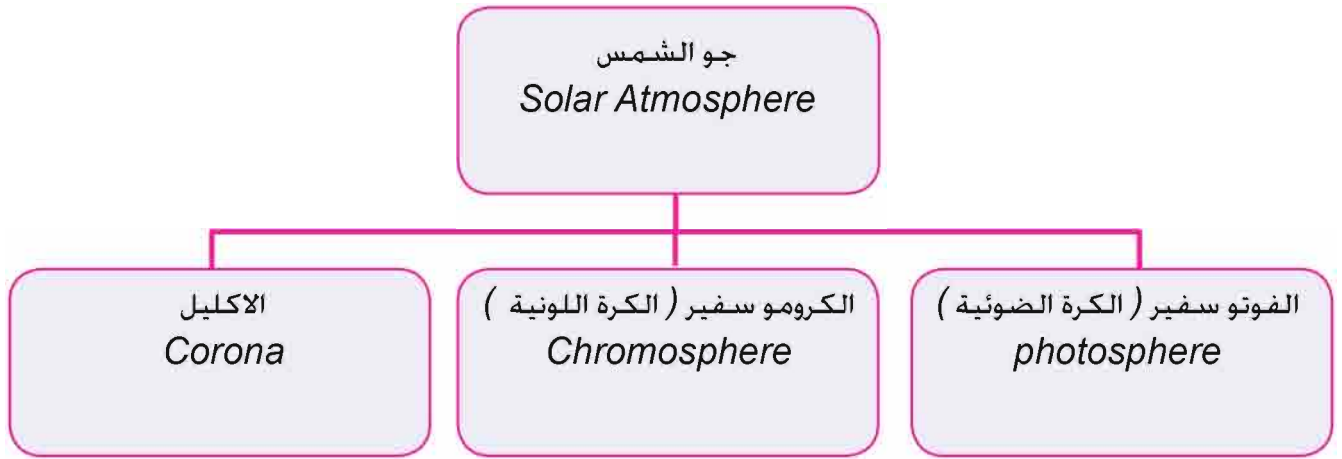 جو الشمس
Solar Atmosphere
الفوتو سفير ( الكرة الضوئية )
photosphere
الكرومو سفير ( الكرة اللونية )
Chromosphere
الاكليل
Corona